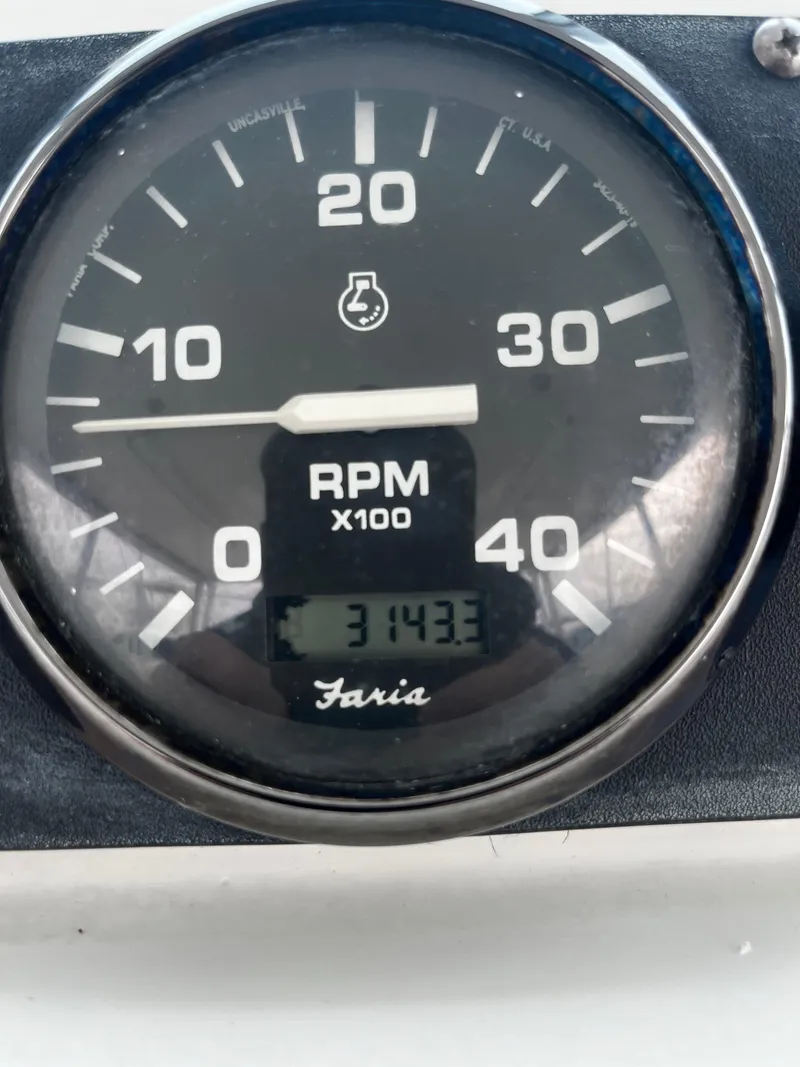 UNCASVILLE,
CT. U.S.A
20
10
30
RPM
X100
0
40
3143.3
Faria